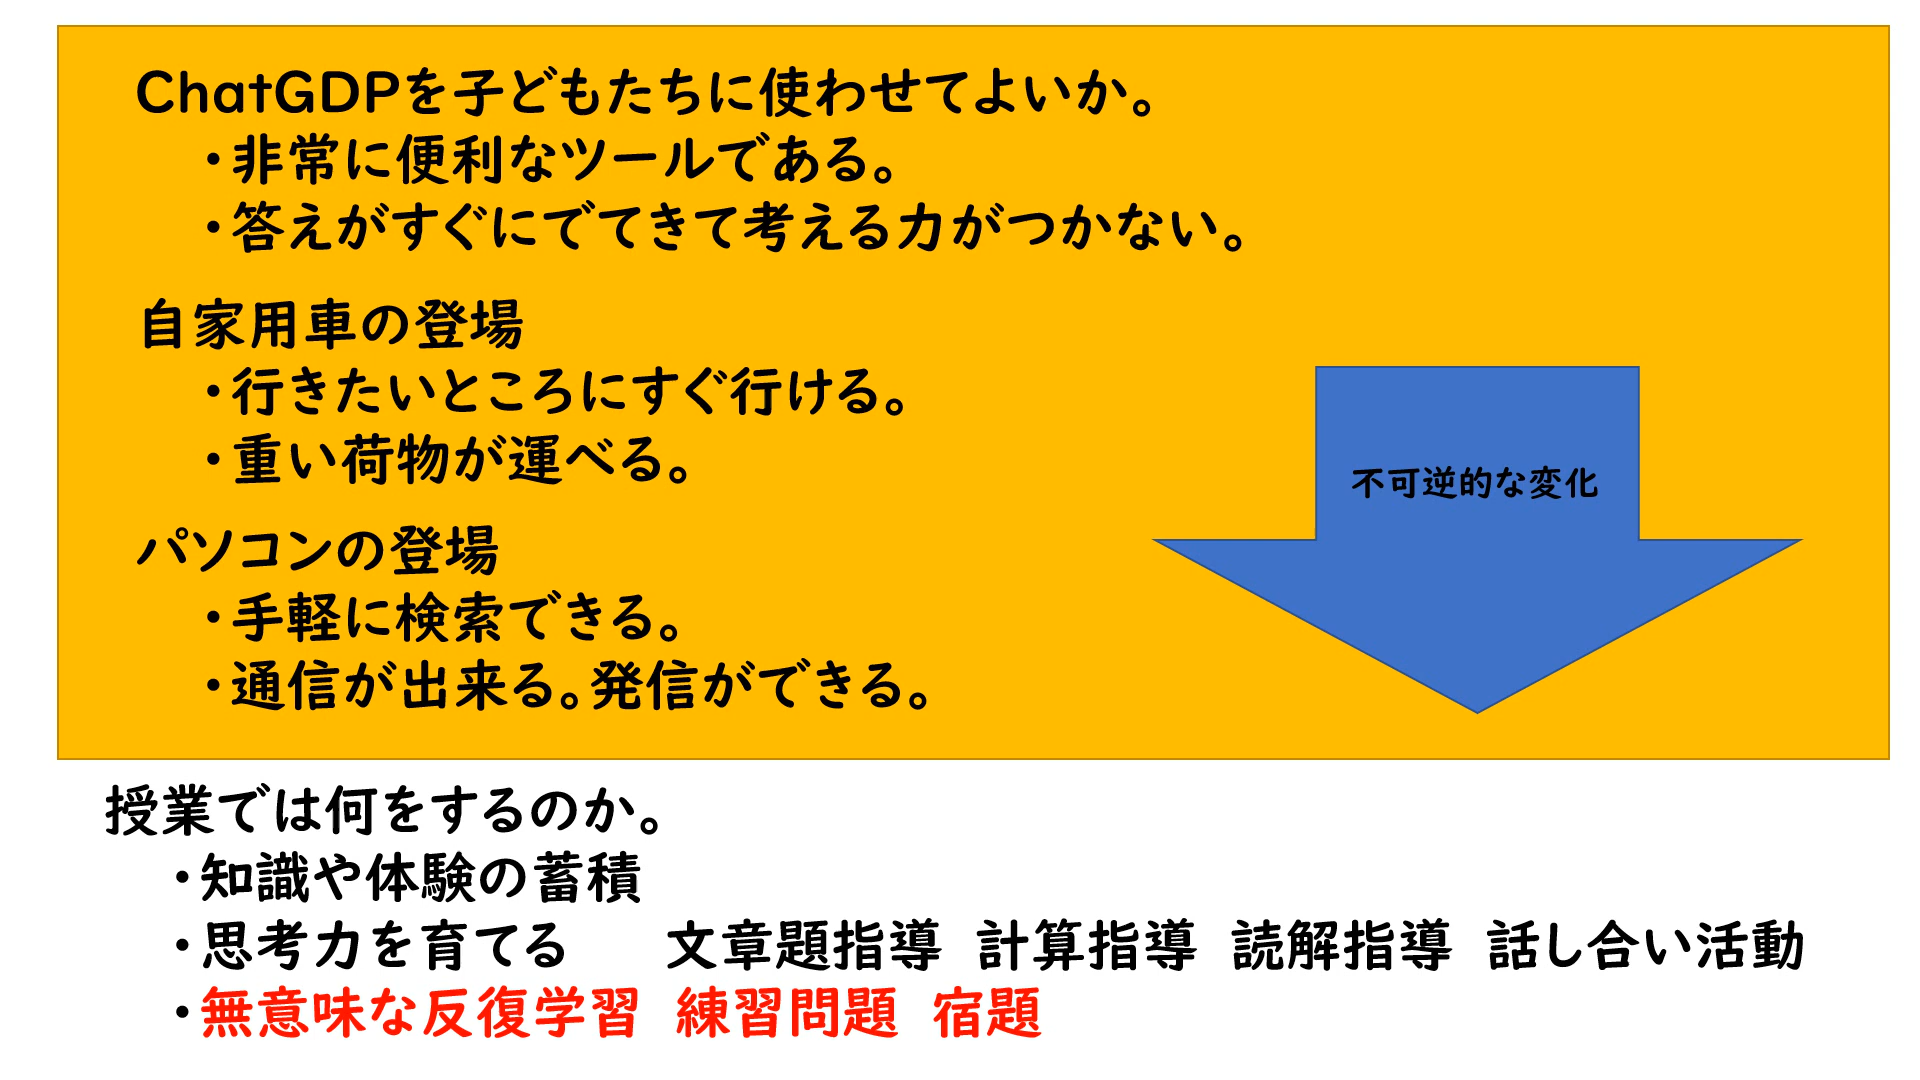 ChatGDPを子どもたちに使わせてよいか。
・非常に便利なツールである。
・答えがすぐにでてきて考える力がつかない。
自家用車の登場
・行きたいところにすぐ行ける。
・重い荷物が運べる。
パソコンの登場
・手軽に検索できる。
・通信が出来る。発信ができる。
不可逆的な変化
授業では何をするのか。
・知識や体験の蓄積
・思考力を育てる　　文章題指導　計算指導　読解指導　話し合い活動
・無意味な反復学習　練習問題　宿題